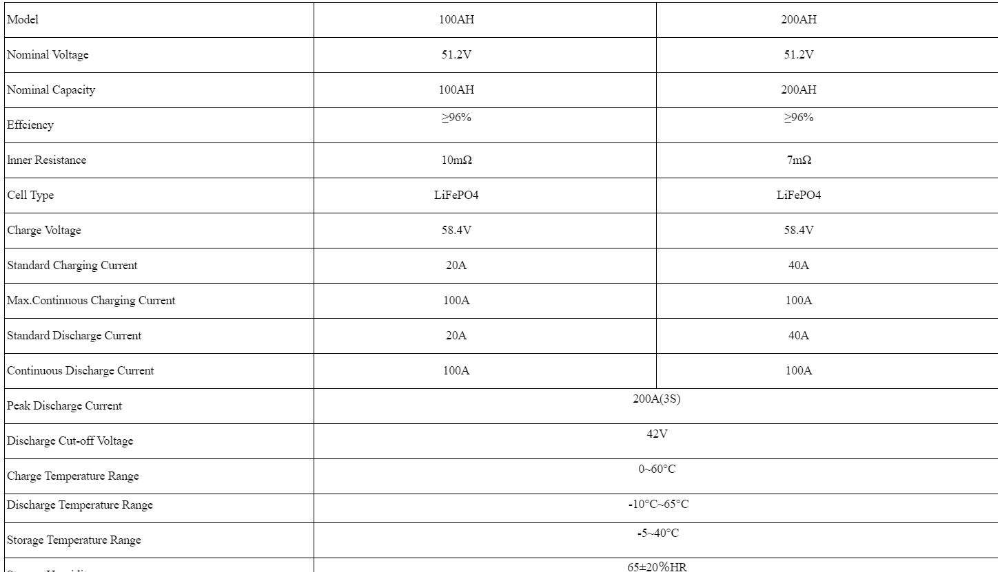 Model 100AH 200AH
Nominal Voltage 51.2V 51.2V
Nominal Capacity 100AH 200AH
Effciency ≥96% ≥96%
lnner Resistance 10mΩ 7mΩ
Cell Type LiFePO4 LiFePO4
Charge Voltage 58.4V 58.4V
Standard Charging Current 20A 40A
Max.Continuous Charging Current 100A 100A
Standard Discharge Current 20A 40A
Continuous Discharge Current 100A 100A
Peak Discharge Current 200A(3S)
Discharge Cut-off Voltage 42V
Charge Temperature Range 0~60°C
Discharge Temperature Range -10°C~65°C
Storage Temperature Range -5~40°C
65±20%HR